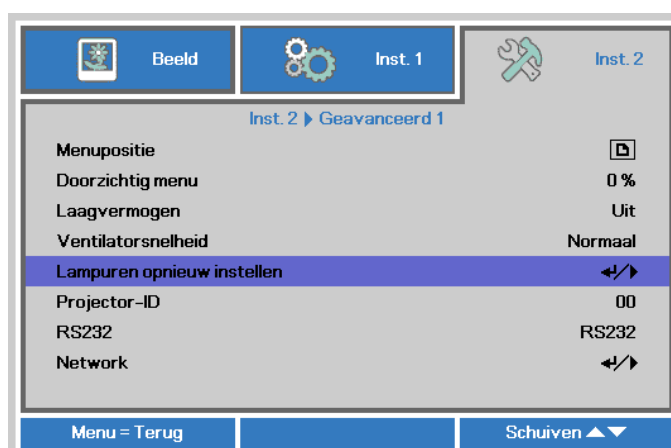 Beeld
Inst. 1
Inst. 2
Inst. 2 Geavanceerd 1
Menupositie
Doorzichtig menu 0 %
Laagvermogen Uit
Ventilatorsnelheid Normaal
Lampuren opnieuw instellen
Projector-ID 00
RS232 RS232
Network
Menu = Terug Schuiven